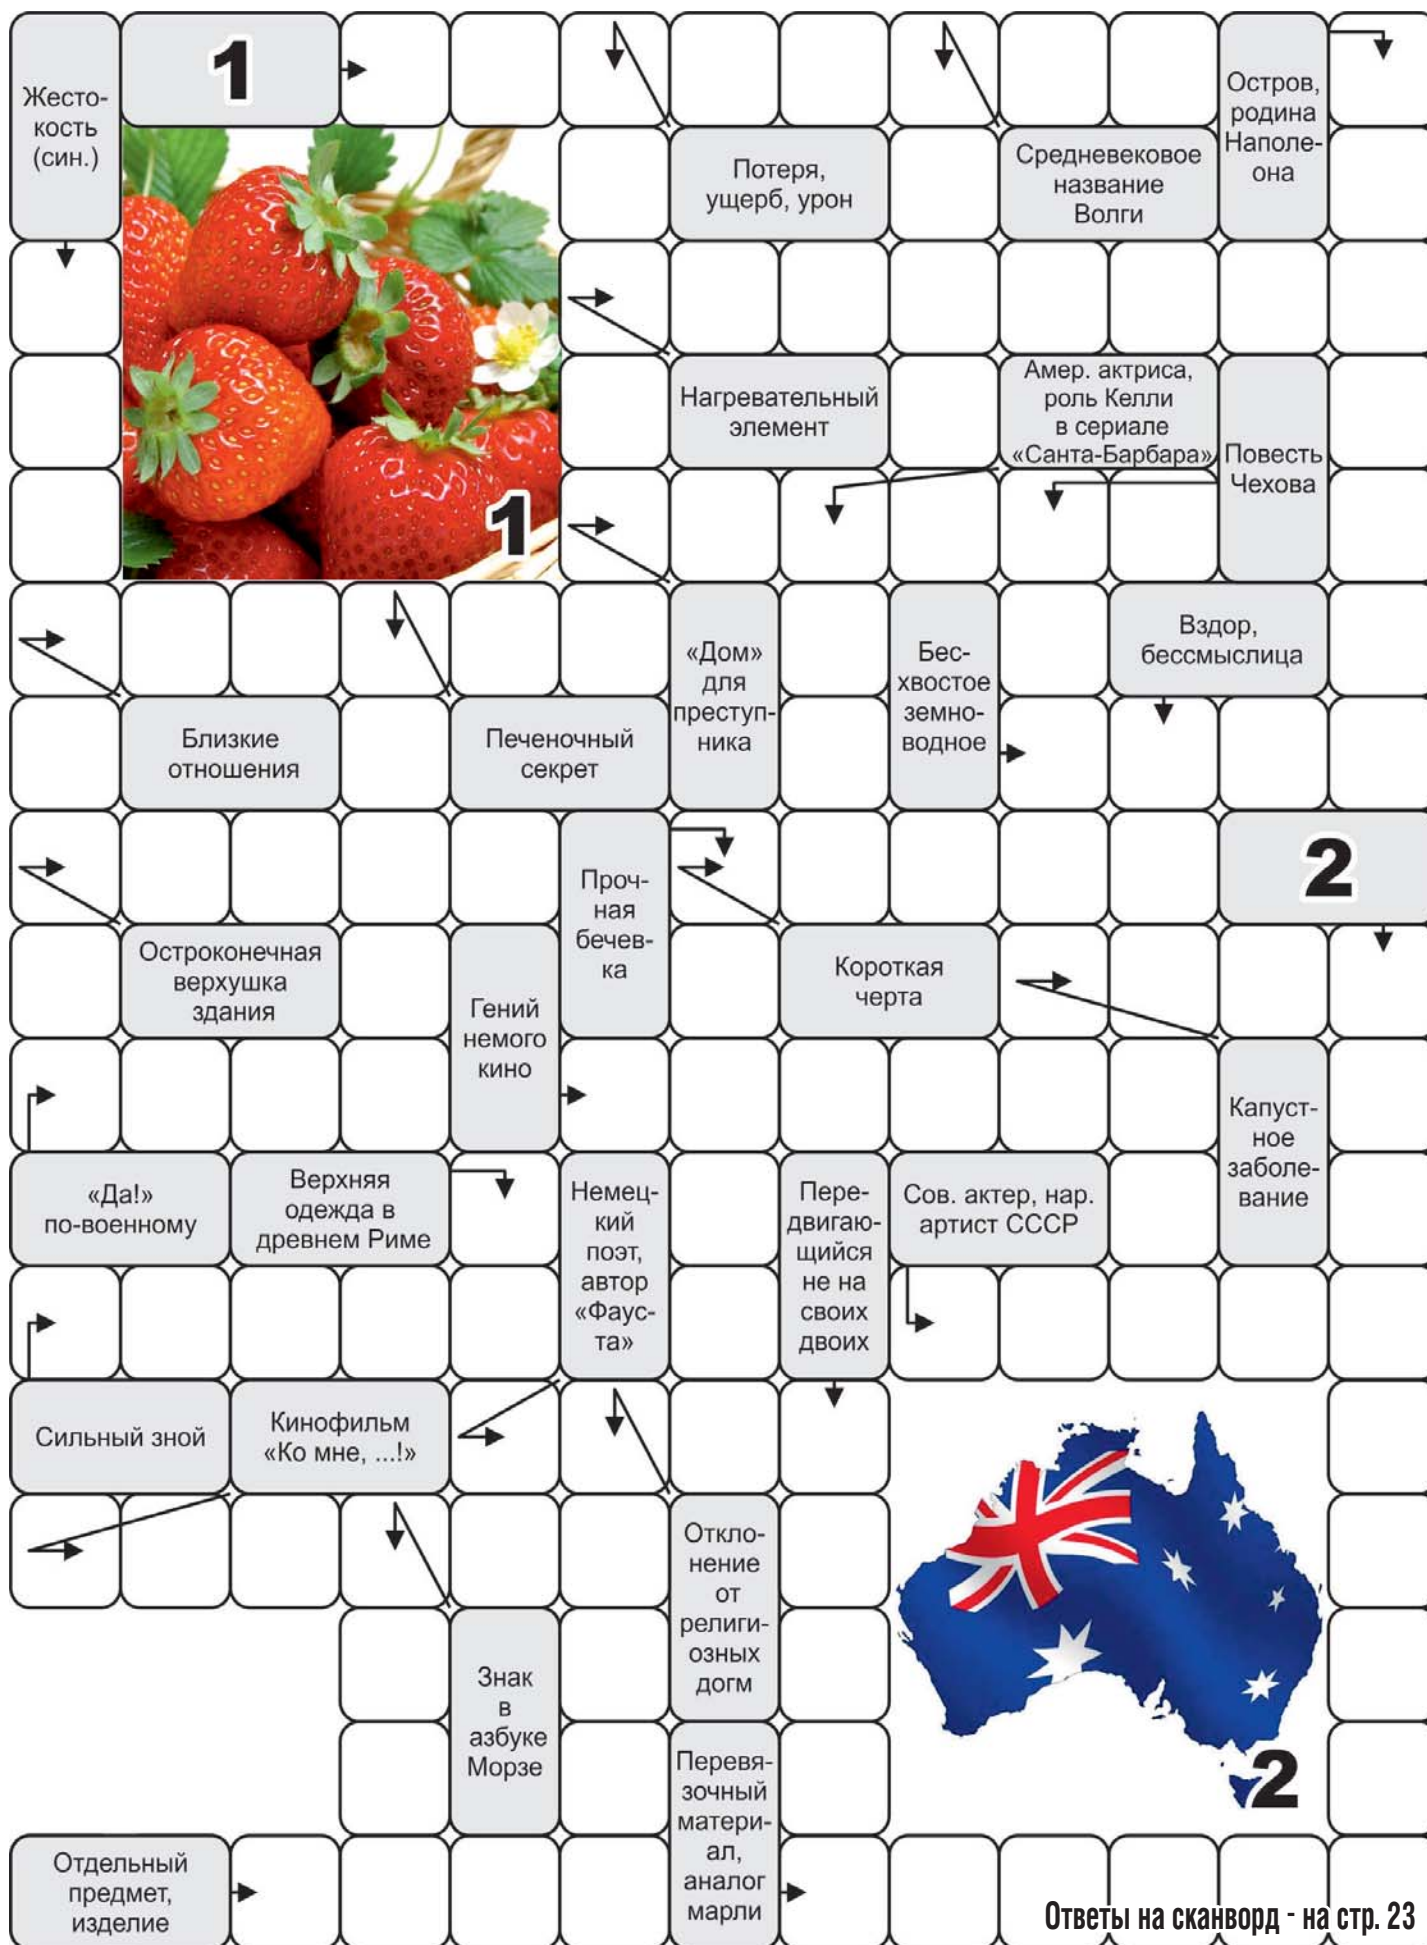 1
Жесто-
кость
(син.)
Остров,
родина
Наполе-
она
Потеря,
ущерб, урон
Средневековое
название
Волги
Нагревательный
элемент
Амер. актриса,
роль Келли
в сериале
«Санта-Барбара»
Повесть
Чехова
1
«Дом»
для
преступ-
ника
Бес-
хвостое
земно-
водное
Вздор,
бессмыслица
Близкие
отношения
Печеночный
секрет
Проч-
ная
бечев-
ка
2
Остроконечная
верхушка
здания
Гений
немого
кино
Короткая
черта
Капуст-
ное
заболе-
вание
«Да!»
по-военному
Верхняя
одежда в
древнем Риме
Немец-
кий
поэт,
автор
«Фаус-
та»
Пере-
двигаю-
щийся
не на
своих
двоих
Сов. актер, нар.
артист СССР
Сильный зной
Кинофильм
«Ко мне, ...!»
Откло-
нение
от
религи-
озных
догм
Знак
в
азбуке
Морзе
Перевя-
зочный
матери-
ал,
аналог
марли
2
Отдельный
предмет,
изделие
Ответы на сканворд - на стр. 23